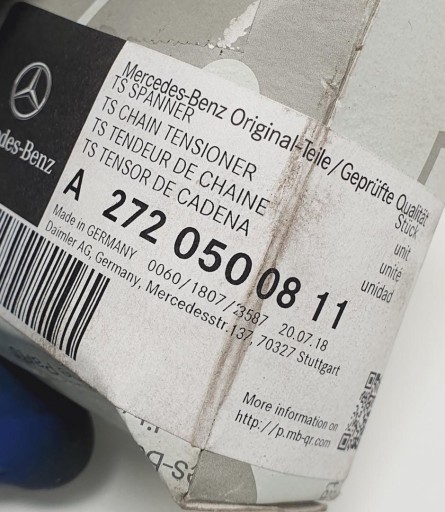 Mercedes-Benz Original-Teile/Geprüfte Qualität
TS SPANNER
Stück
TS CHAIN TENSIONER
unit
TS TENDEUR DE CHAINE
unité
TS TENSOR DE CADENA
unidad
A 272 050 08 11
Made in GERMANY 0060/1807/3587 20.07.18
Daimler AG, Germany, Mercedesstr.137, 70327 Stuttgart
More information on
http://p.mb-qr.com
des-Benz